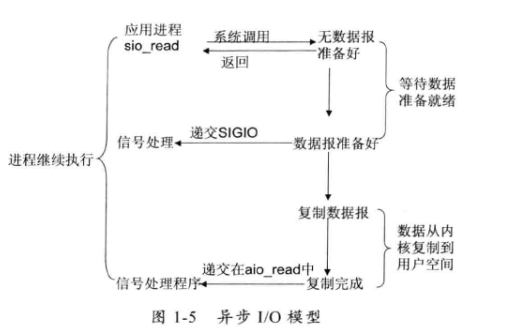 应用进程
sio_read
系统调用
返回
无数据报
准备好
等待数据
准备就绪
进程继续执行
信号处理
递交SIGIO
数据报准备好
复制数据报
数据从内
核复制到
用户空间
信号处理程序
递交在aio_read中
复制完成
图 1-5 异步 I/O 模型